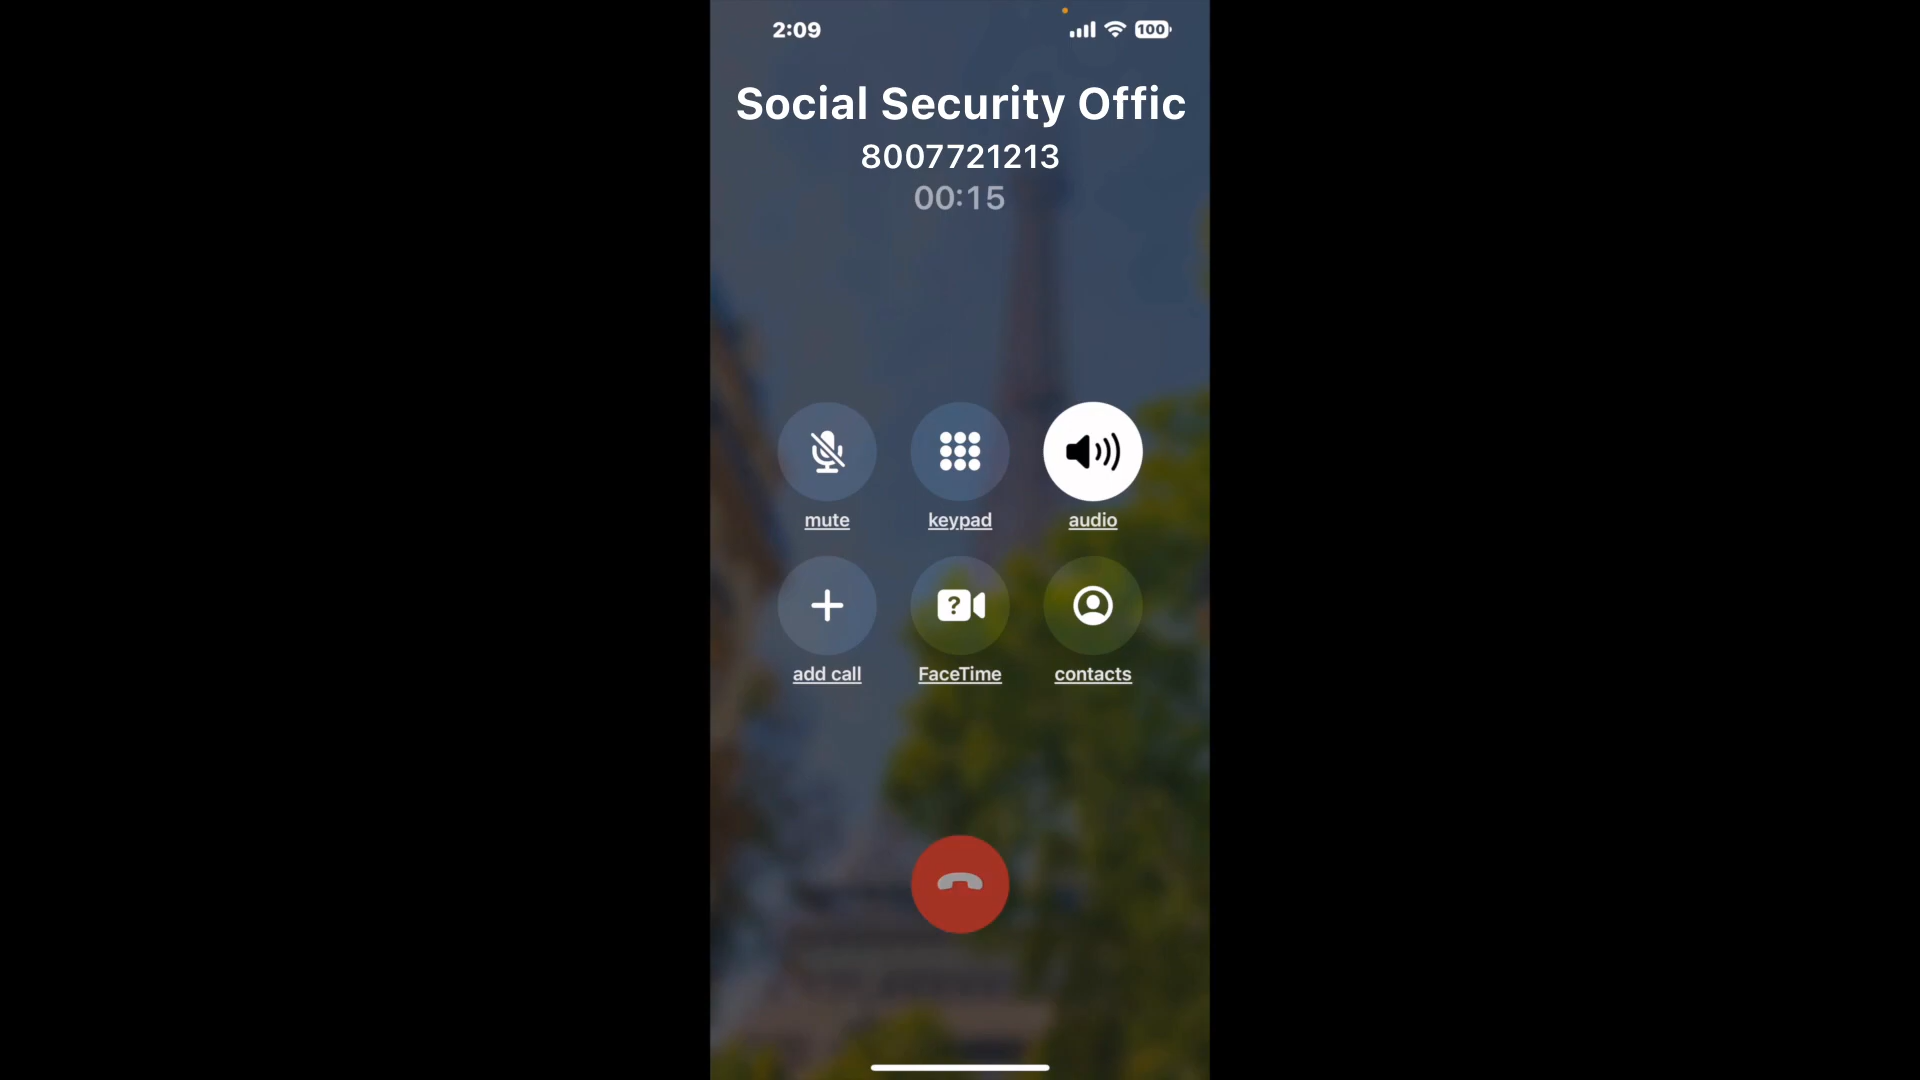 2:09
100
Social Security Offic
8007721213
00:15
mute
keypad
audio
?
add call
FaceTime
contacts